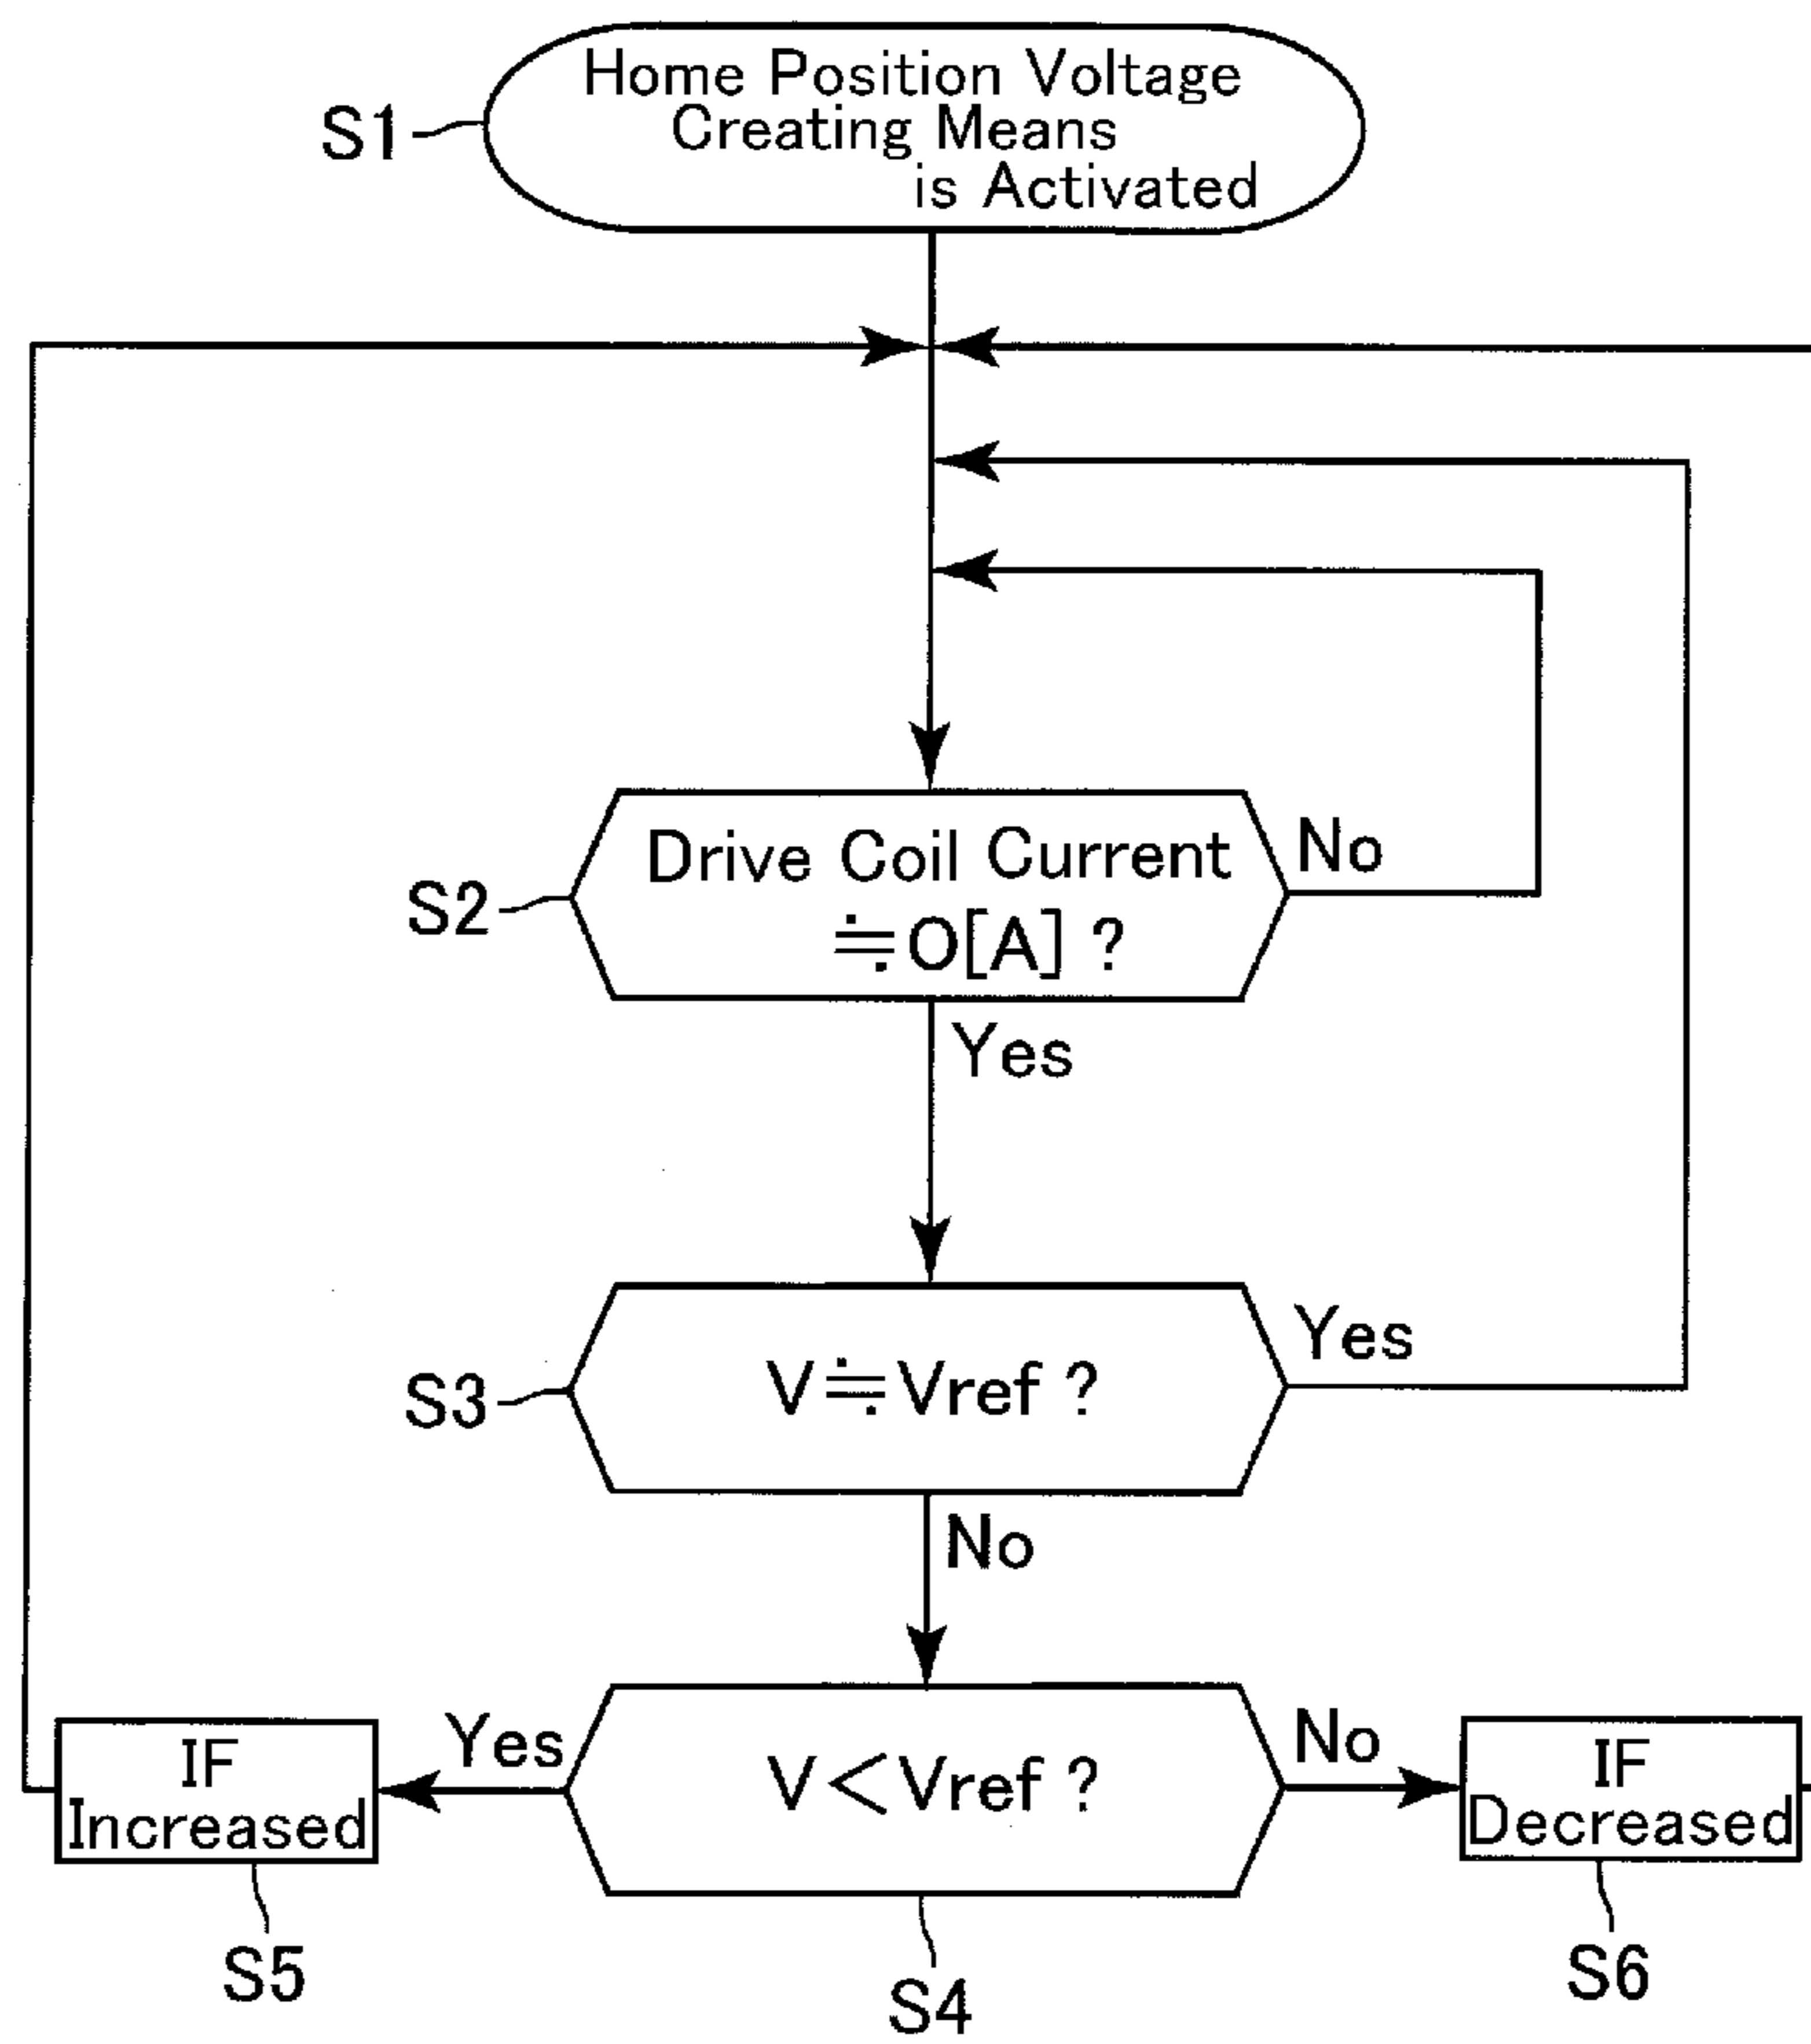 Home Position Voltage
Creating Means
is Activated
S1
Drive Coil Current
≒0[A] ?
No
S2
Yes
V≒Vref ?
Yes
S3
No
V<Vref ?
Yes
No
IF
Increased
IF
Decreased
S5
S4
S6